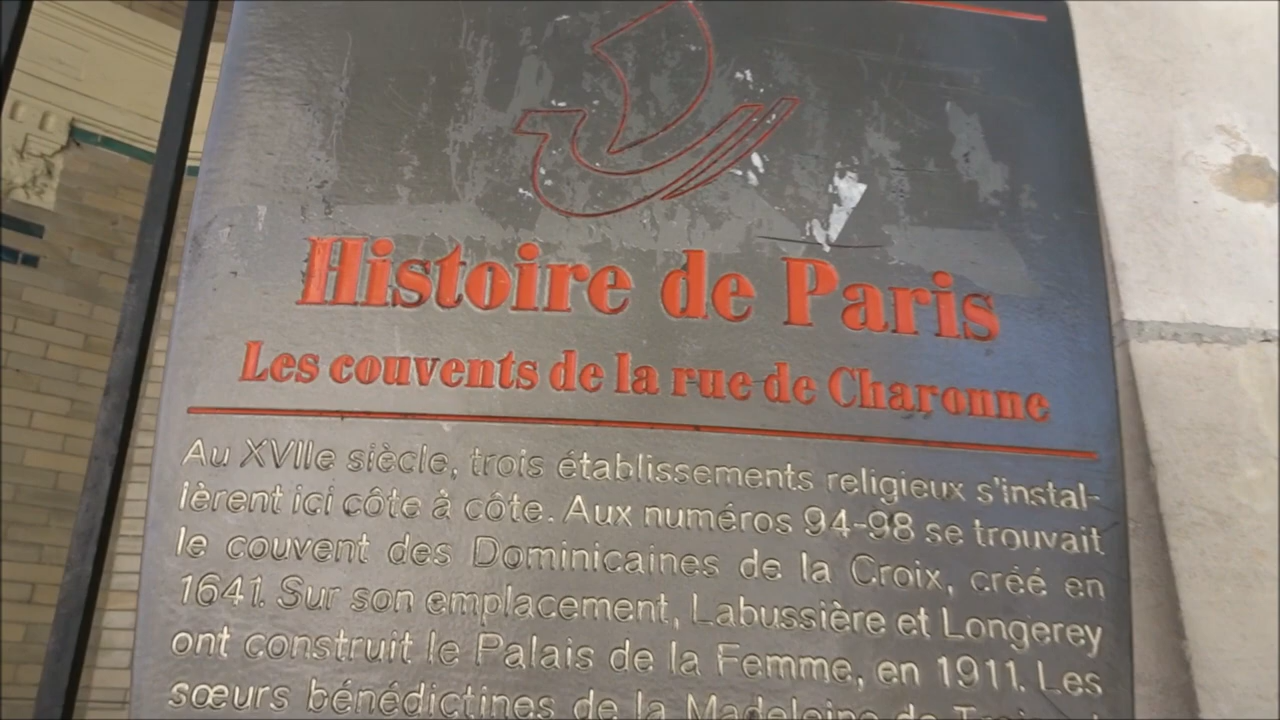 Histoire de Paris
Les couvents de la rue de Charonne
Au XVIIe siècle, trois établissements religieux s'instal-
lèrent ici côte à côte. Aux numéros 94-98 se trouvait
le couvent des Dominicaines de la Croix, créé en
1641. Sur son emplacement, Labussière et Longerey
ont construit le Palais de la Femme, en 1911. Les
sœurs bénédictines de la Madeleine de